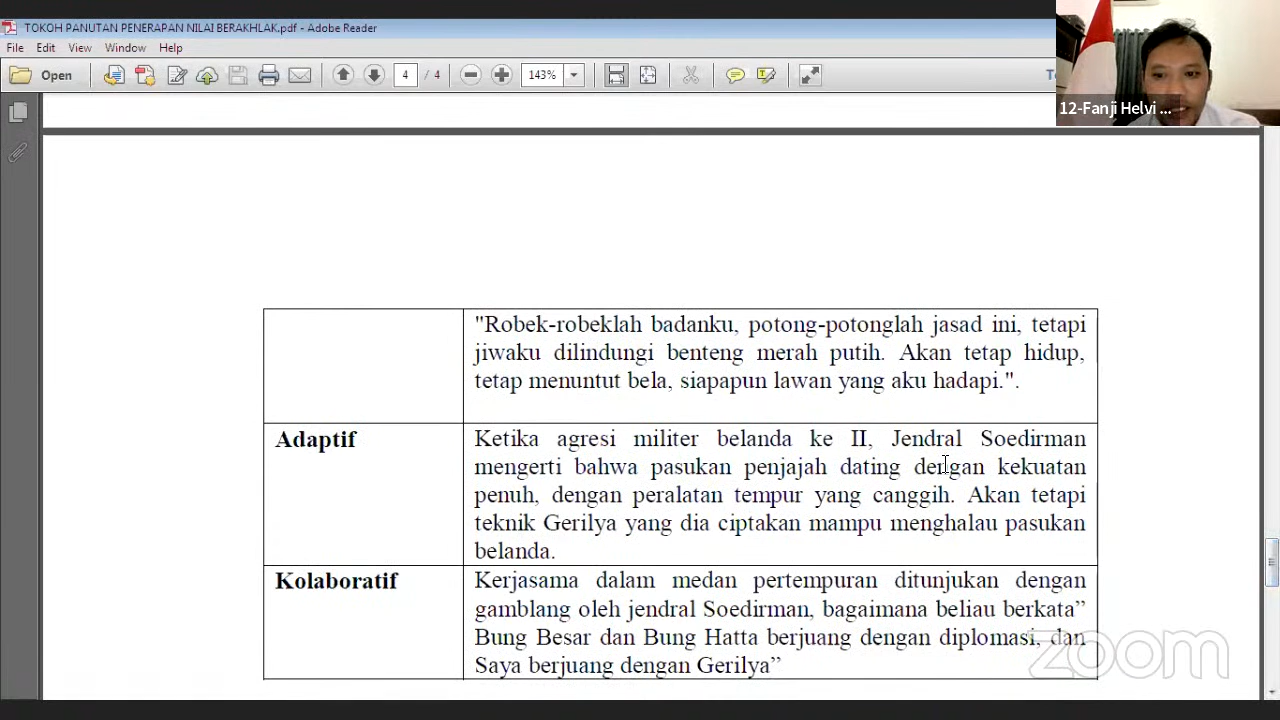 TOKOH PANUTAN PENERAPAN NILAI BERAKHLAK.pdf - Adobe Reader
File Edit View Window Help
Open 4 / 4 143%
12-Fanji Helvi ...
"Robek-robeklah badanku, potong-potonglah jasad ini, tetapi
jiwaku dilindungi benteng merah putih. Akan tetap hidup,
tetap menuntut bela, siapapun lawan yang aku hadapi.".
Adaptif
Ketika agresi militer belanda ke II, Jendral Soedirman
mengerti bahwa pasukan penjajah dating dengan kekuatan
penuh, dengan peralatan tempur yang canggih. Akan tetapi
teknik Gerilya yang dia ciptakan mampu menghalau pasukan
belanda.
Kolaboratif
Kerjasama dalam medan pertempuran ditunjukan dengan
gamblang oleh jendral Soedirman, bagaimana beliau berkata”
Bung Besar dan Bung Hatta berjuang dengan diplomasi, dan
Saya berjuang dengan Gerilya”
zoom